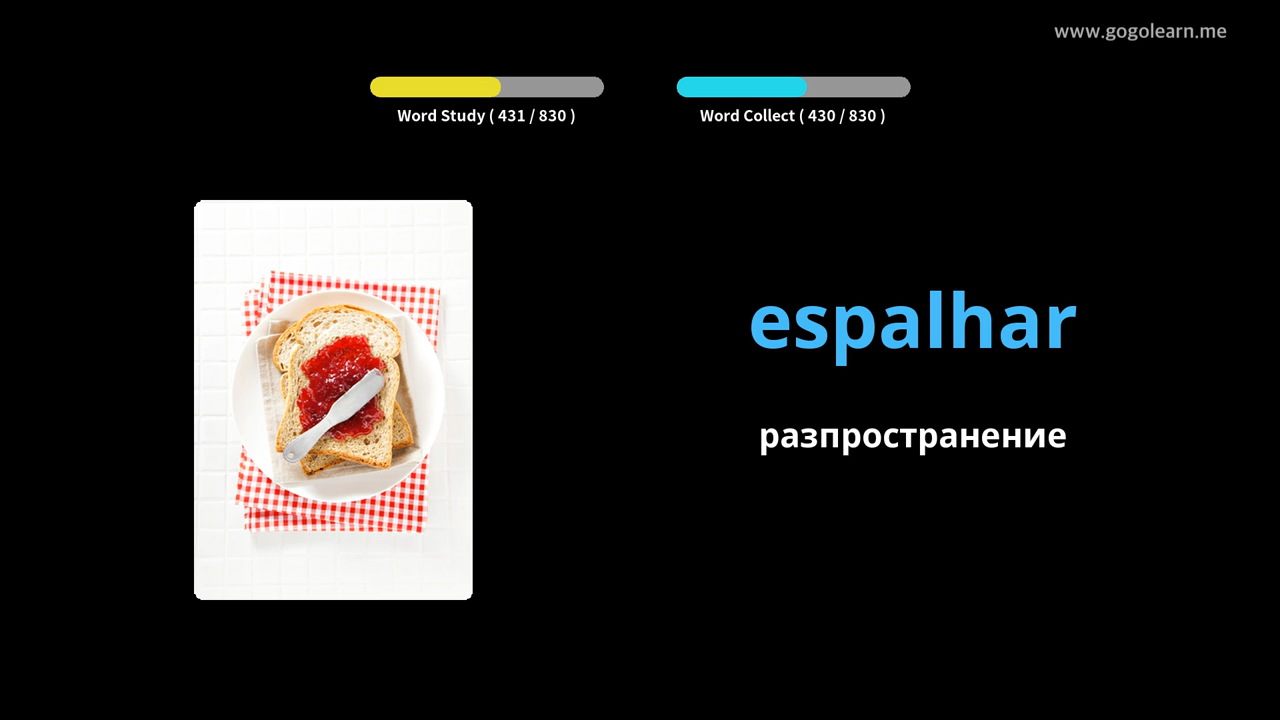 www.gogolearn.me
Word Study ( 431 / 830 )
Word Collect ( 430 / 830 )
espalhar
разпространение